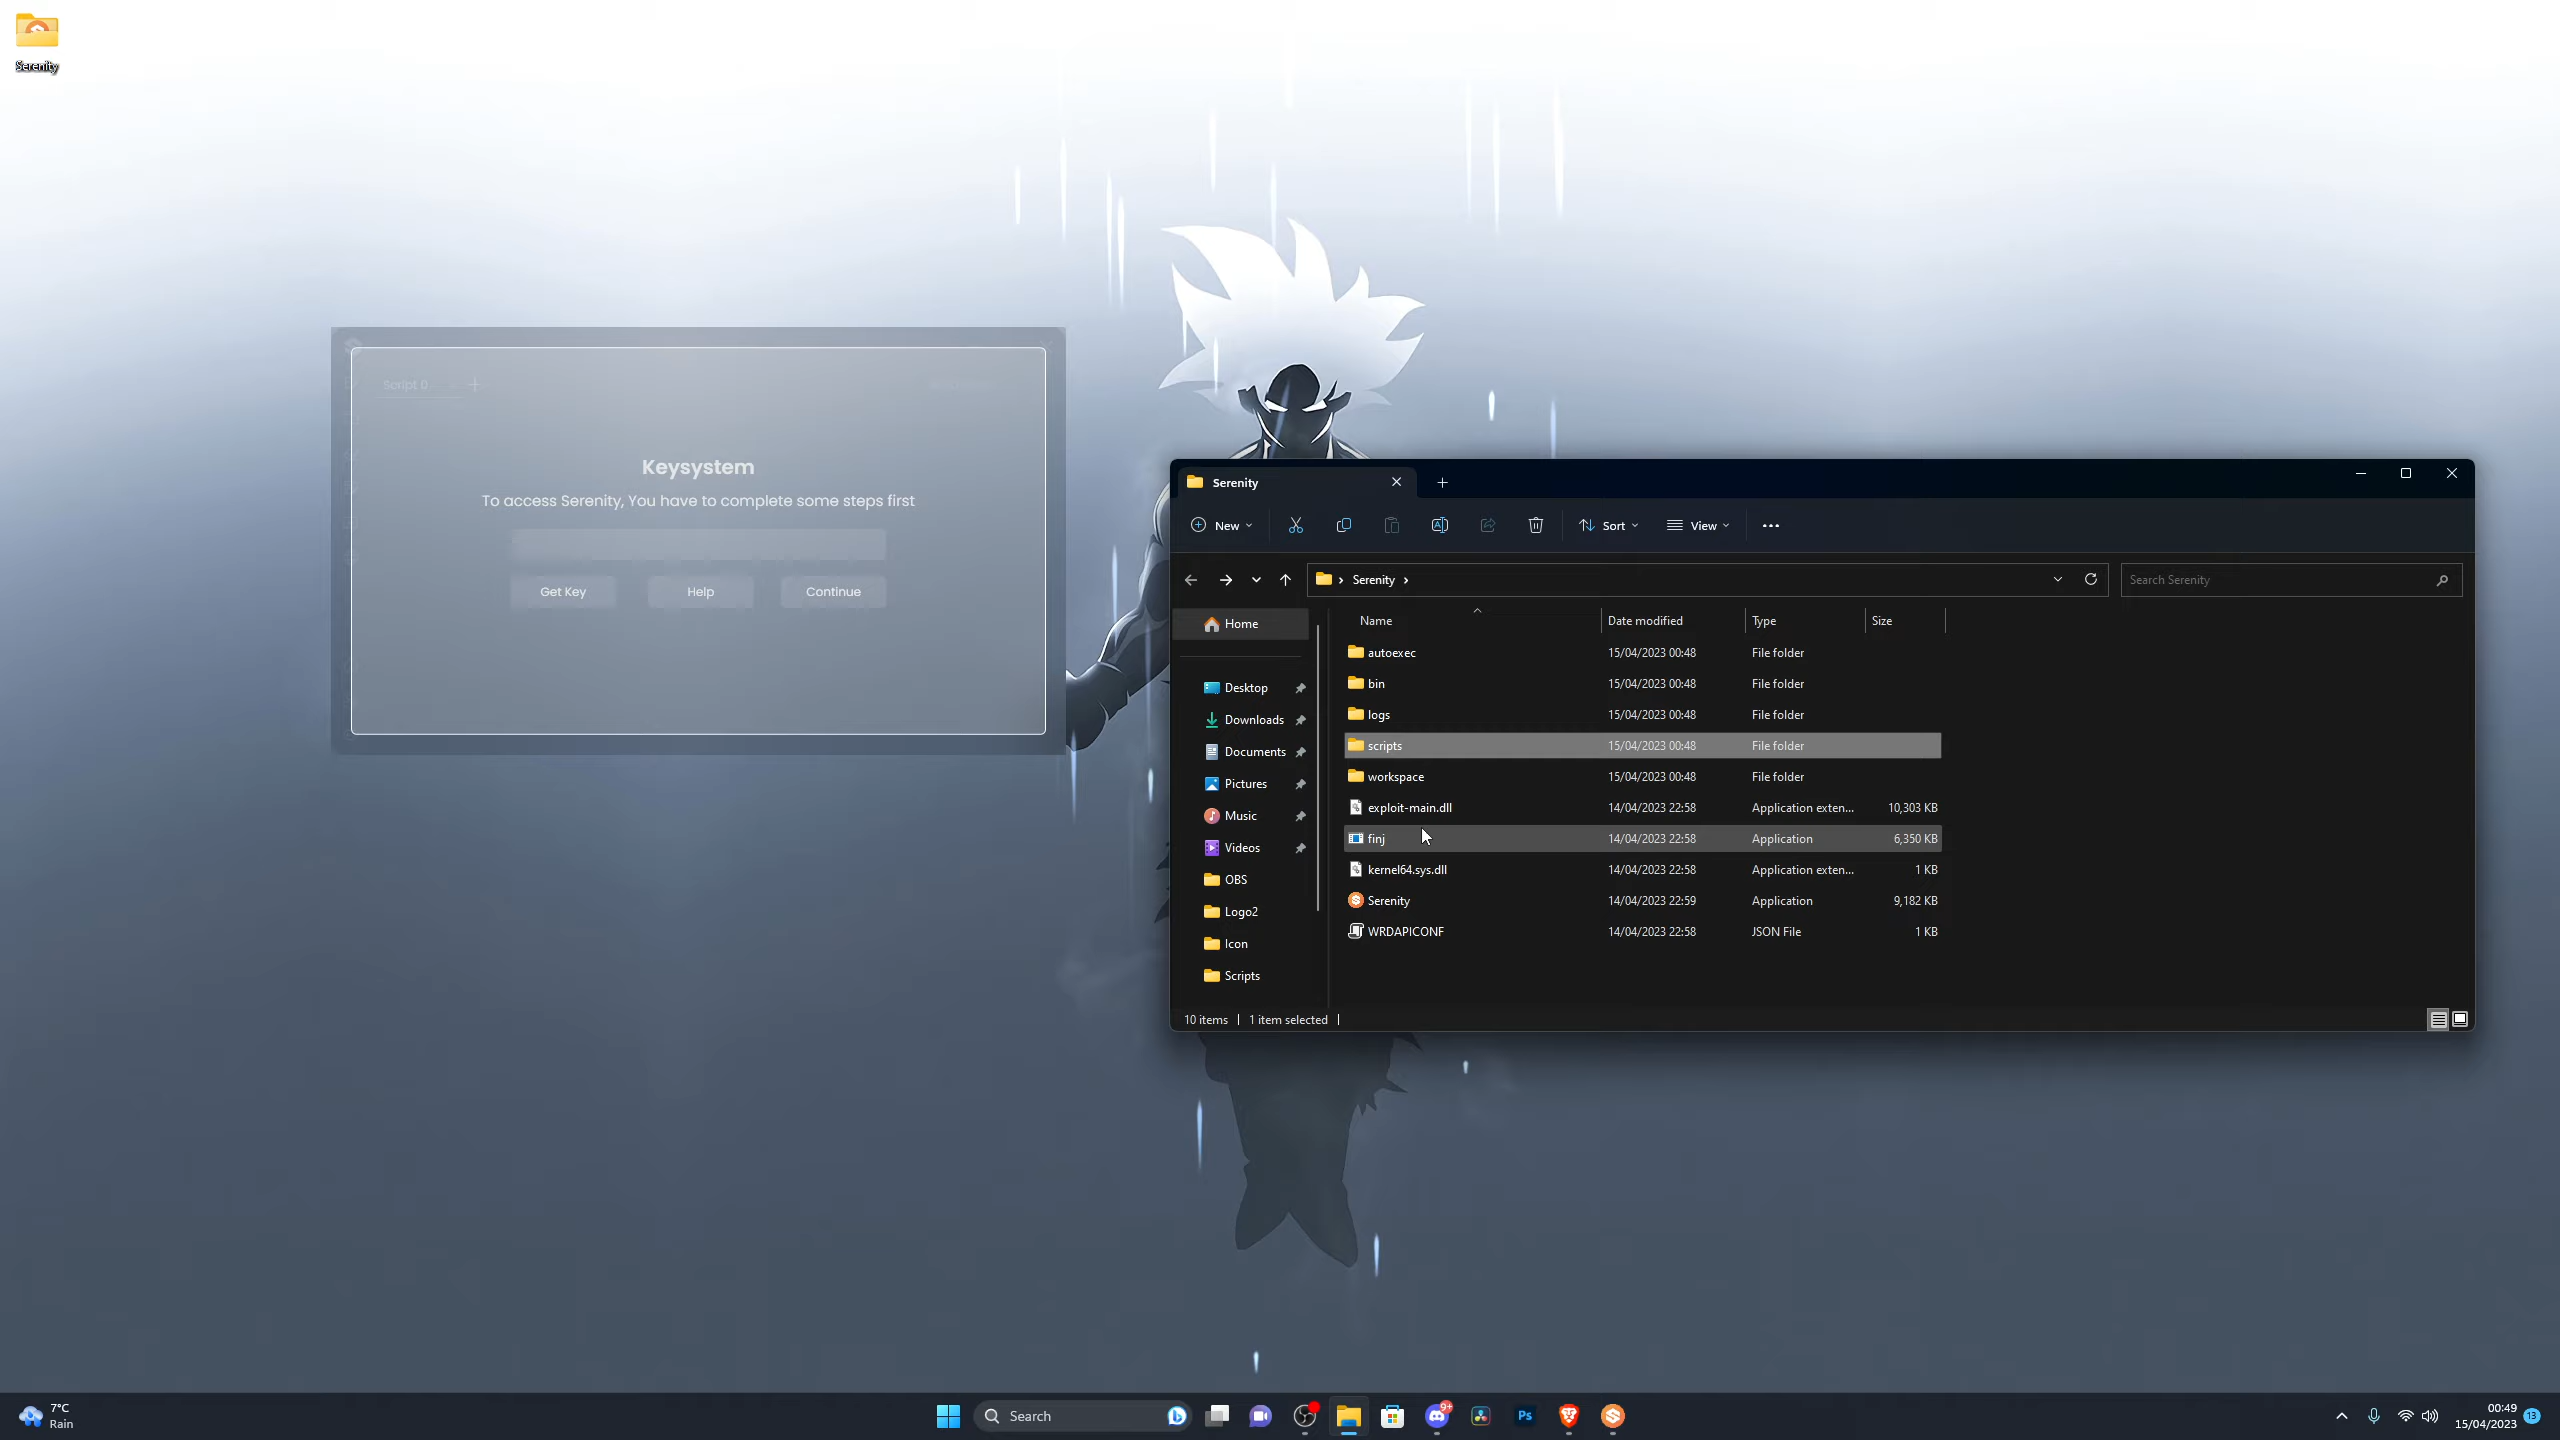 Serenity
Script 0
Keysystem
To access Serenity, You have to complete some steps first
Get Key
Help
Continue
Serenity
New
Sort
View
Serenity
Search Serenity
Home
Desktop
Downloads
Documents
Pictures
Music
Videos
OBS
Logo2
Icon
Scripts
Name Date modified Type Size
autoexec 15/04/2023 00:48 File folder
bin 15/04/2023 00:48 File folder
logs 15/04/2023 00:48 File folder
scripts 15/04/2023 00:48 File folder
workspace 15/04/2023 00:48 File folder
exploit-main.dll 14/04/2023 22:58 Application exten... 10,303 KB
finj 14/04/2023 22:58 Application 6,350 KB
kernel64.sys.dll 14/04/2023 22:58 Application exten... 1 KB
Serenity 14/04/2023 22:59 Application 9,182 KB
WRDAPICONF 14/04/2023 22:58 JSON File 1 KB
10 items 1 item selected
7°C
Rain
Search
9+
Ps
00:49
15/04/2023
13